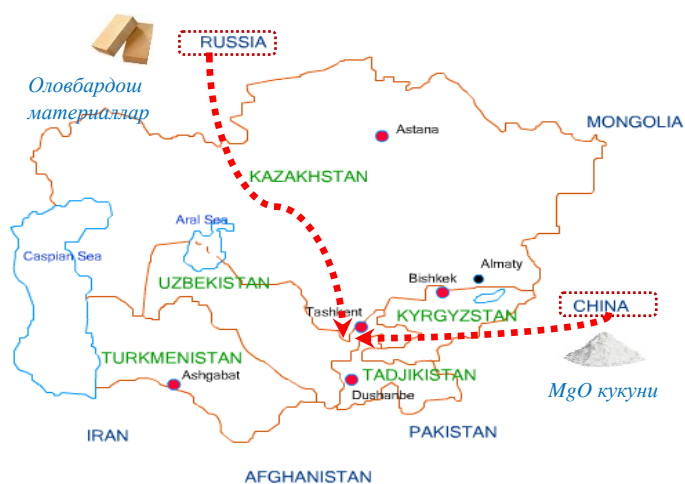 RUSSIA
Оловбардош
материаллар
MONGOLIA
Astana
KAZAKHSTAN
Aral Sea
Caspian Sea
Almaty
Bishkek
UZBEKISTAN
CHINA
Tashkent
KYRGYZSTAN
TURKMENISTAN
TADJIKISTAN
Ashgabat
Dushanbe
MgO кукуни
IRAN
PAKISTAN
AFGHANISTAN